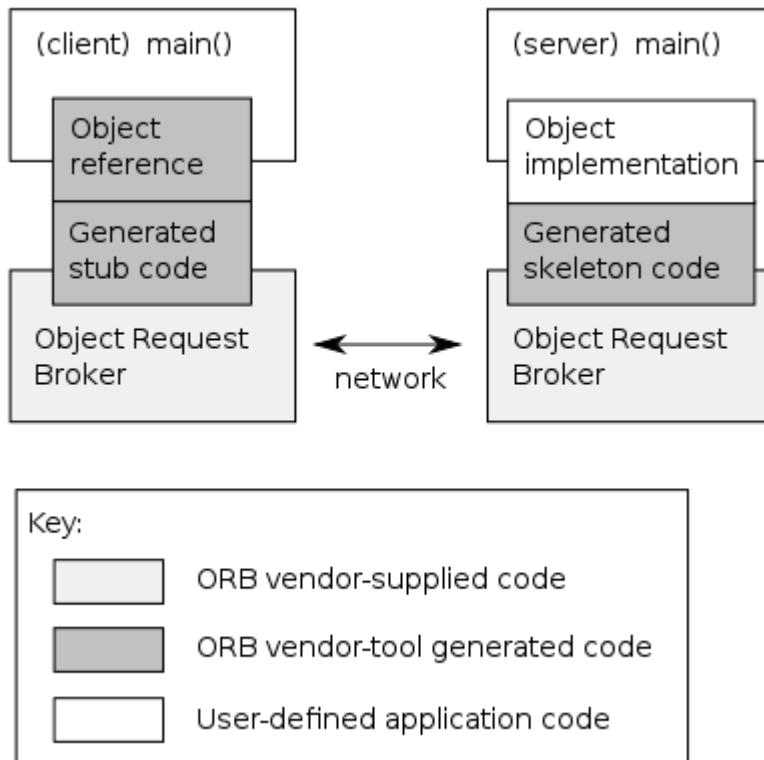 (client) main()
Object
reference
Generated
stub code
Object Request
Broker
network
(server) main()
Object
implementation
Generated
skeleton code
Object Request
Broker
Key:
ORB vendor-supplied code
ORB vendor-tool generated code
User-defined application code